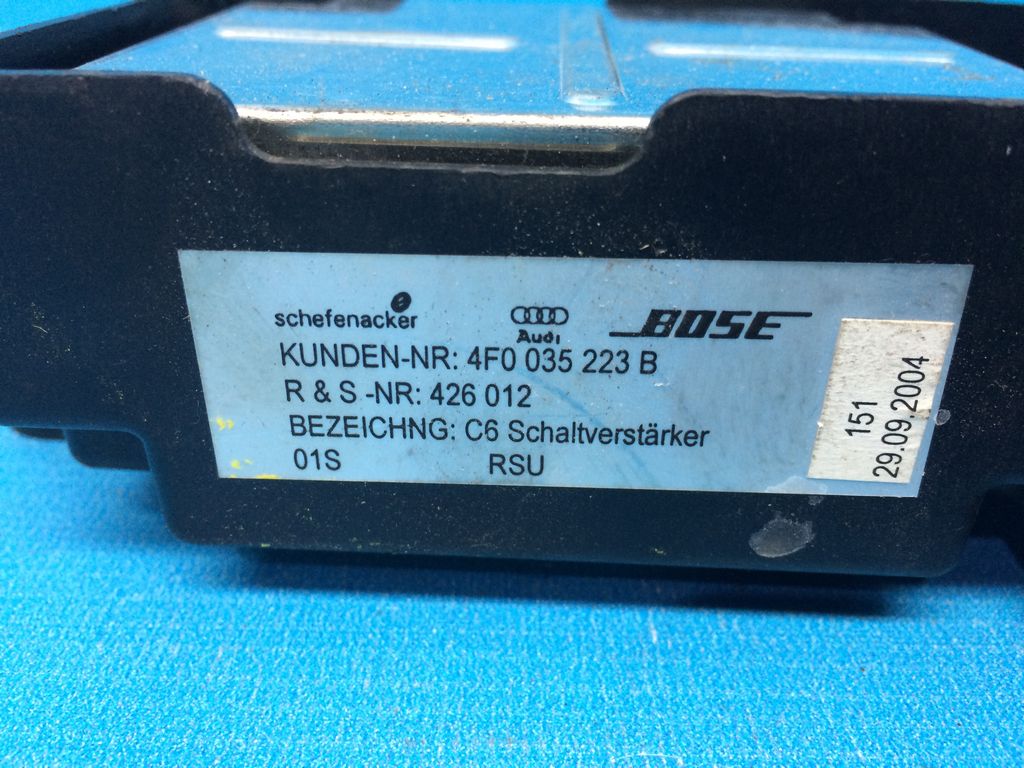 schefenacker
Audi
BOSE
KUNDEN-NR: 4F0 035 223 B
R & S -NR: 426 012
BEZEICHNG: C6 Schaltverstärker
01S RSU
151
29.09.2004